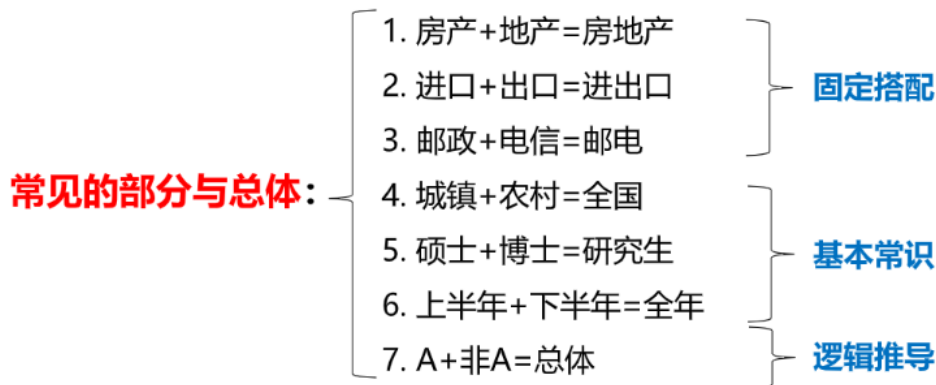 1. 房产+地产=房地产
2. 进口+出口=进出口
固定搭配
3. 邮政+电信=邮电
常见的部分与总体：
4. 城镇+农村=全国
5. 硕士+博士=研究生
基本常识
6. 上半年+下半年=全年
7. A+非A=总体
逻辑推导